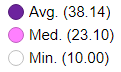 Avg. (38.14)
Med. (23.10)
Min. (10.00)